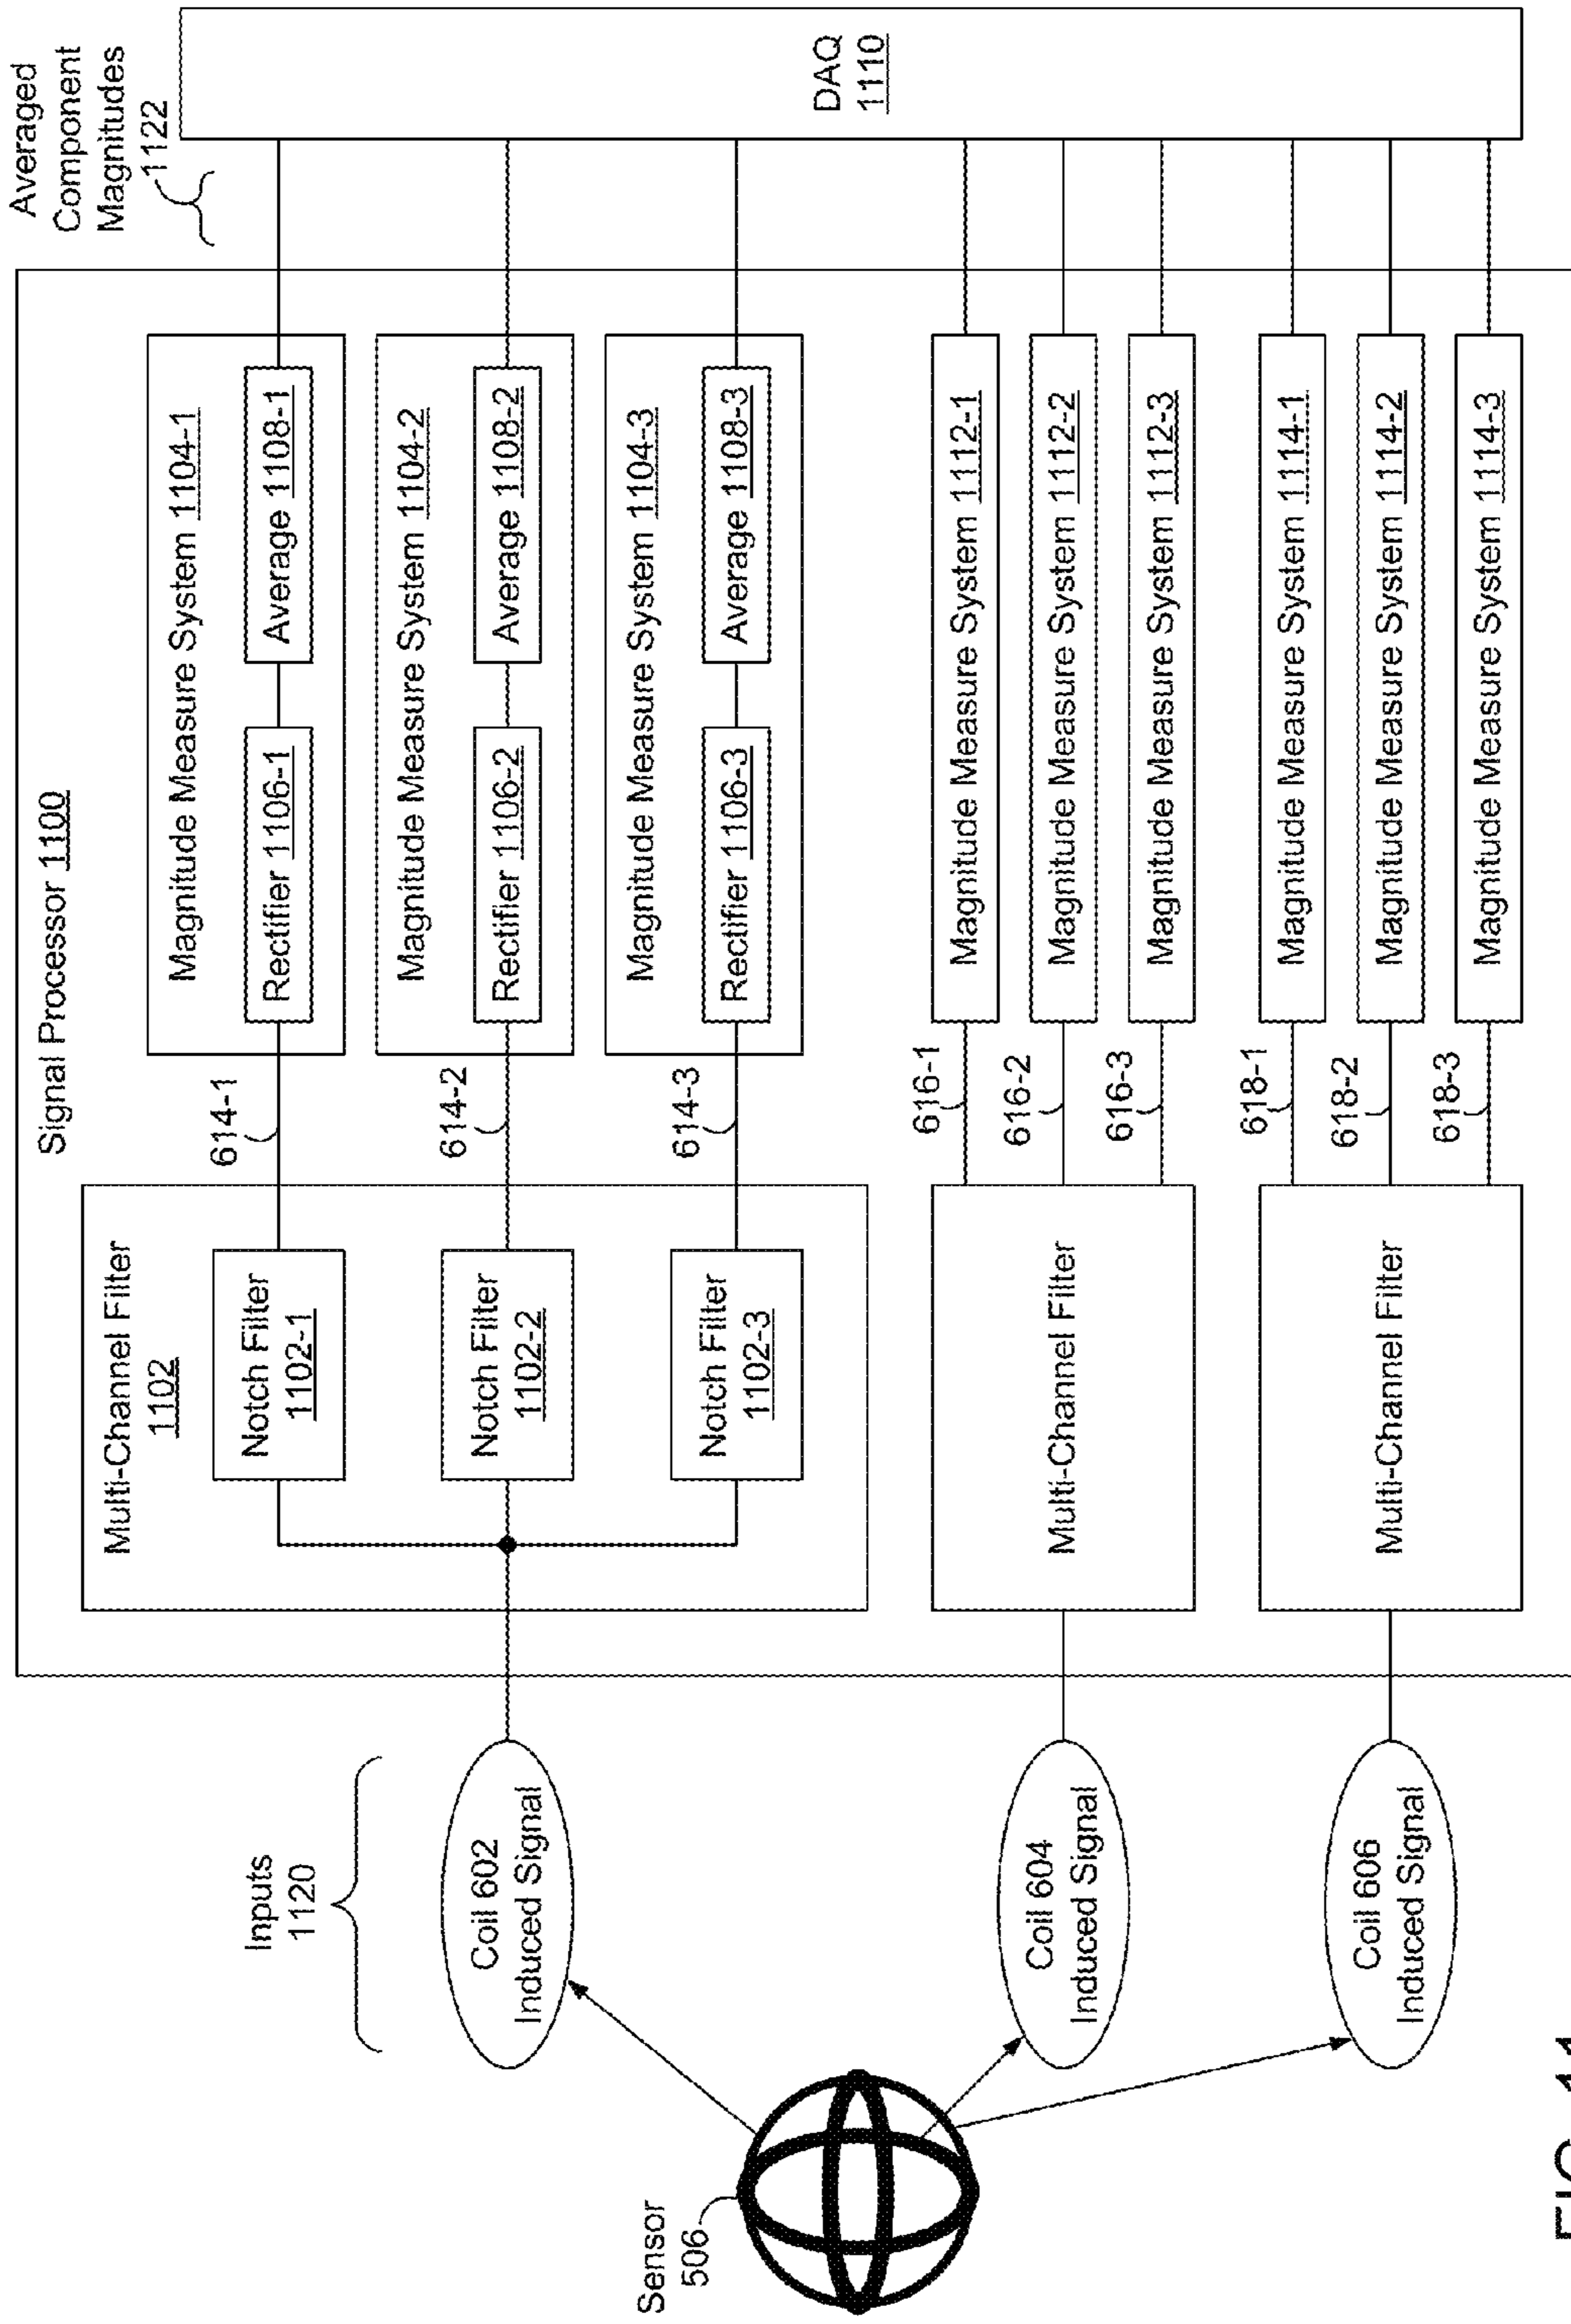 Signal Processor 1100
Averaged
Component
Magnitudes
1122
Inputs
1120
Sensor
506
Coil 602
Induced Signal
Coil 604
Induced Signal
Coil 606
Induced Signal
Multi-Channel Filter
1102
Notch Filter
1102-1
Notch Filter
1102-2
Notch Filter
1102-3
Multi-Channel Filter
Multi-Channel Filter
614-1
614-2
614-3
616-1
616-2
616-3
618-1
618-2
618-3
Magnitude Measure System 1104-1
Rectifier 1106-1
Average 1108-1
Magnitude Measure System 1104-2
Rectifier 1106-2
Average 1108-2
Magnitude Measure System 1104-3
Rectifier 1106-3
Average 1108-3
Magnitude Measure System 1112-1
Magnitude Measure System 1112-2
Magnitude Measure System 1112-3
Magnitude Measure System 1114-1
Magnitude Measure System 1114-2
Magnitude Measure System 1114-3
DAQ
1110
FIG. 11